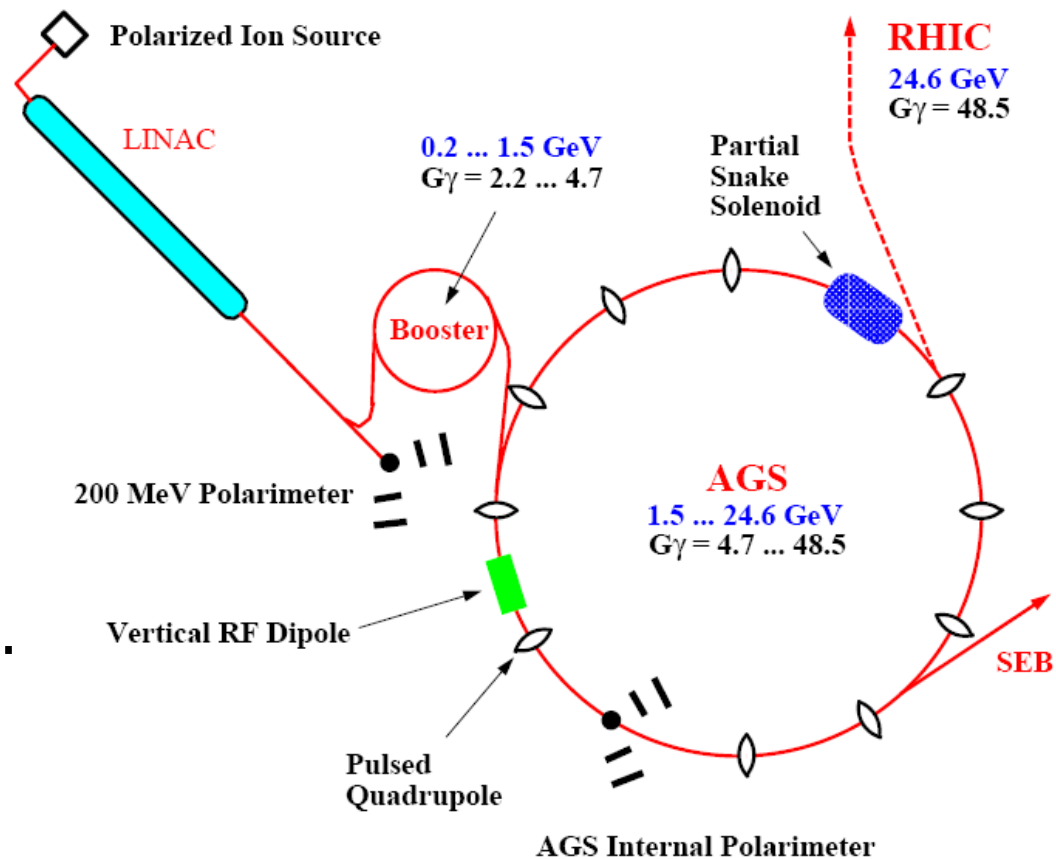 Polarized Ion Source
LINAC
0.2 ... 1.5 GeV
Gγ = 2.2 ... 4.7
RHIC
24.6 GeV
Gγ = 48.5
Partial
Snake
Solenoid
Booster
200 MeV Polarimeter
AGS
1.5 ... 24.6 GeV
Gγ = 4.7 ... 48.5
Vertical RF Dipole
SEB
Pulsed
Quadrupole
AGS Internal Polarimeter